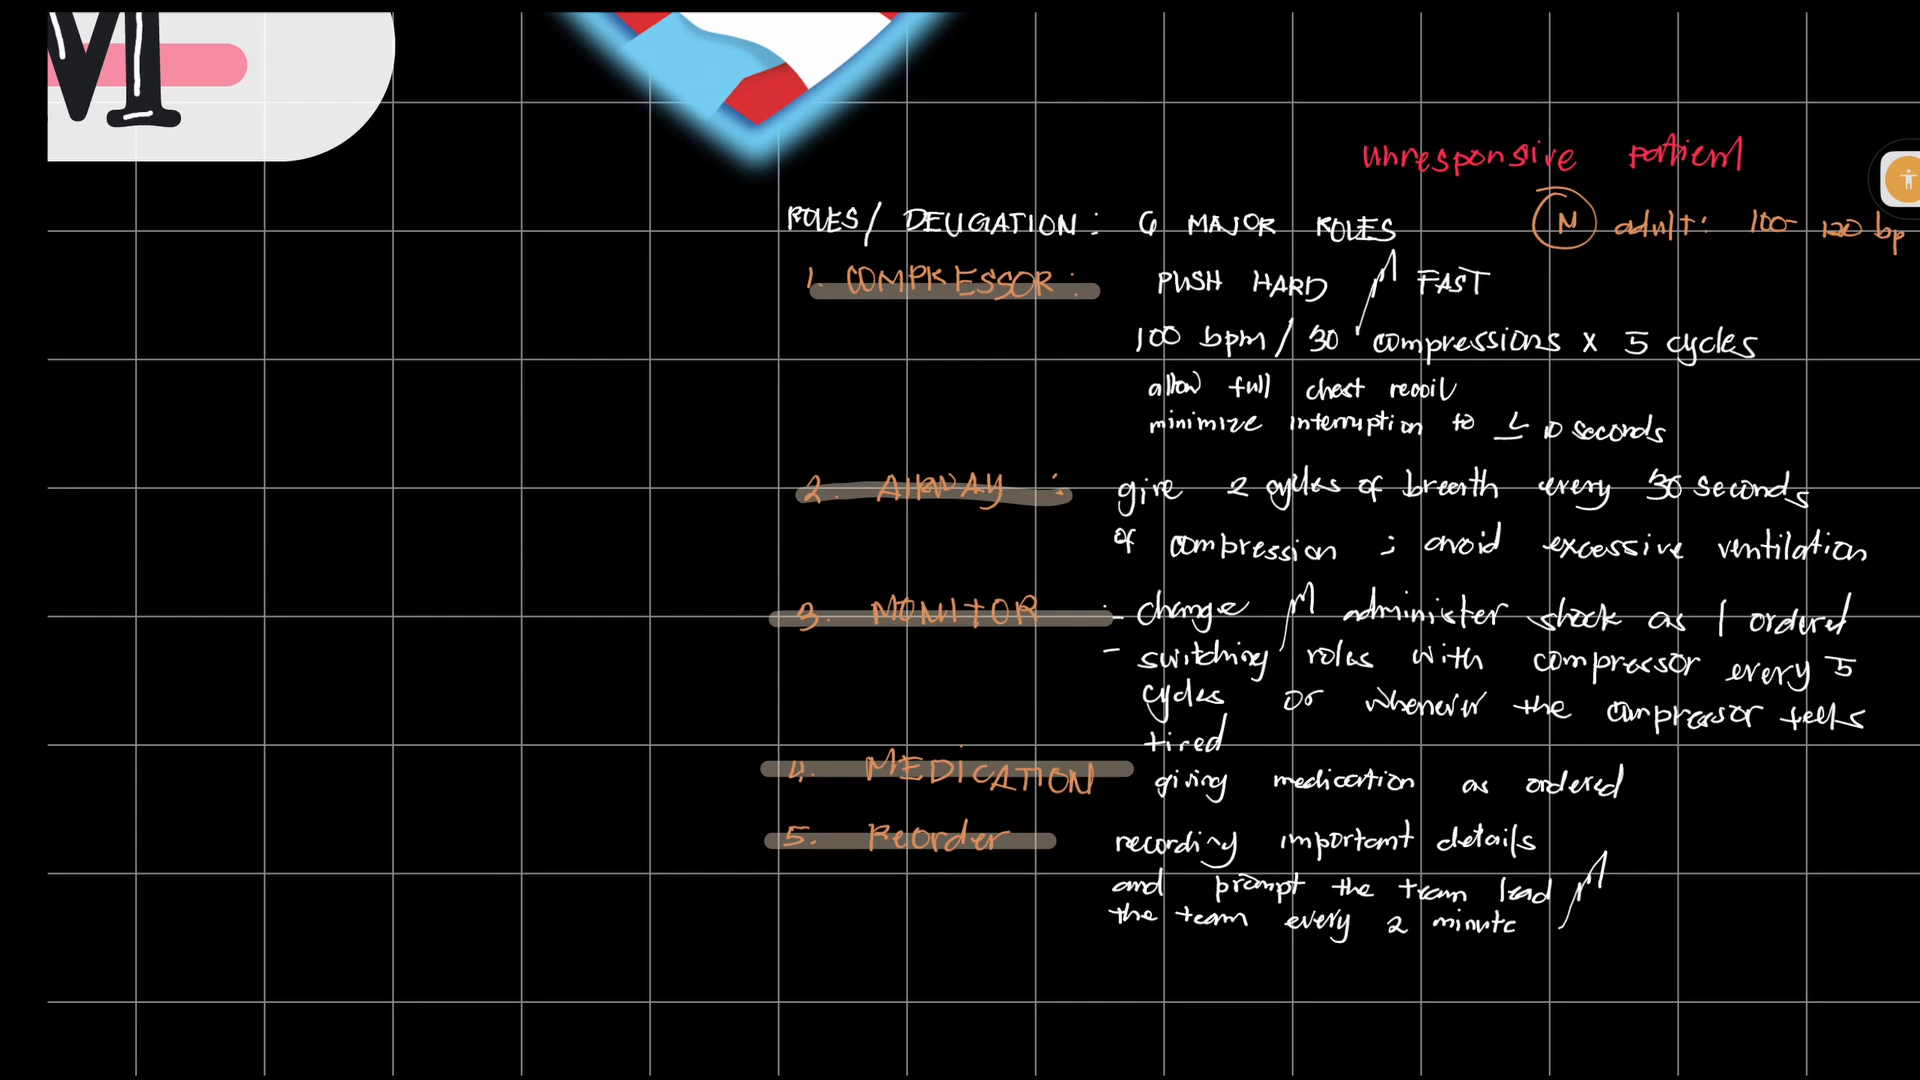 VI
unresponsive patient
ROLES/ DELIGATION: 6 MAJOR ROLES
N adult: 100- 120 bp
1. COMPRESSOR: PUSH HARD FAST
100 bpm/ 30 compressions x 5 cycles
allow full chest recoil
minimize interruption to ≤ 10 seconds
2. AIRWAY : give 2 cycles of breath every 30 seconds
of compression ; avoid excessive ventilation
3. MONITOR : - change administer shock as ordered
- switching roles with compressor every 5
cycles or whenever the compressor feels
tired
4. MEDICATION giving medication as ordered
5. Reorder recording important details
and prompt the team lead
the team every 2 minute